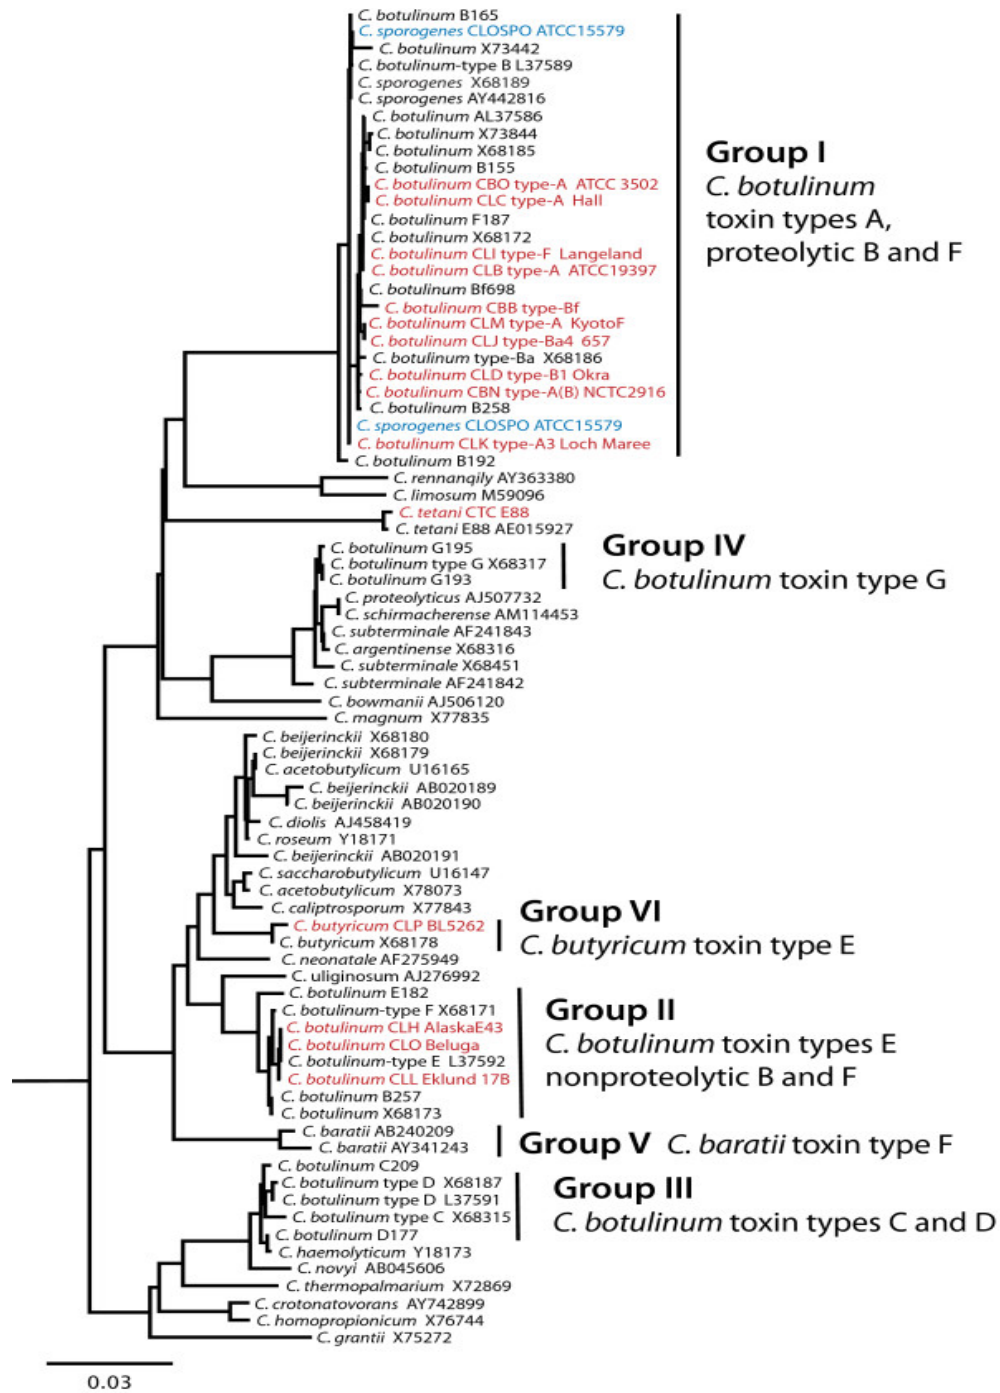 C. botulinum B165
C. sporogenes CLOSPO ATCC15579
C. botulinum X73442
C. botulinum-type B L37589
C. sporogenes X68189
C. sporogenes AY442816
C. botulinum AL37586
C. botulinum X73844
C. botulinum X68185
C. botulinum B155
C. botulinum CBO type-A ATCC 3502
C. botulinum CLC type-A Hall
C. botulinum F187
C. botulinum X68172
C. botulinum CLI type-F Langeland
C. botulinum CLB type-A ATCC19397
C. botulinum Bf698
C. botulinum CBB type-Bf
C. botulinum CLM type-A KyotoF
C. botulinum CLJ type-Ba4 657
C. botulinum type-Ba X68186
C. botulinum CLD type-B1 Okra
C. botulinum CBN type-A(B) NCTC2916
C. botulinum B258
C. sporogenes CLOSPO ATCC15579
C. botulinum CLK type-A3 Loch Maree
C. botulinum B192
Group I
C. botulinum
toxin types A,
proteolytic B and F
C. rennanqily AY363380
C. limosum M59096
C. tetani CTC E88
C. tetani E88 AE015927
C. botulinum G195
C. botulinum type G X68317
C. botulinum G193
Group IV
C. botulinum toxin type G
C. proteolyticus AJ507732
C. schirmacherense AM114453
C. subterminale AF241843
C. argentinense X68316
C. subterminale X68451
C. subterminale AF241842
C. bowmanii AJ506120
C. magnum X77835
C. beijerinckii X68180
C. beijerinckii X68179
C. acetobutylicum U16165
C. beijerinckii AB020189
C. beijerinckii AB020190
C. diolis AJ458419
C. roseum Y18171
C. beijerinckii AB020191
C. saccharobutylicum U16147
C. acetobutylicum X78073
C. caliptrosporum X77843
C. butyricum CLP BL5262
C. butyricum X68178
Group VI
C. butyricum toxin type E
C. neonatale AF275949
C. uliginosum AJ276992
C. botulinum E182
C. botulinum-type F X68171
C. botulinum CLH AlaskaE43
C. botulinum CLO Beluga
C. botulinum-type E L37592
C. botulinum CLL Eklund 17B
C. botulinum B257
C. botulinum X68173
Group II
C. botulinum toxin types E
nonproteolytic B and F
C. baratii AB240209
C. baratii AY341243
Group V C. baratii toxin type F
C. botulinum C209
C. botulinum type D X68187
C. botulinum type D L37591
C. botulinum type C X68315
C. botulinum D177
Group III
C. botulinum toxin types C and D
C. haemolyticum Y18173
C. novyi AB045606
C. thermopalmarium X72869
C. crotonatovorans AY742899
C. homopropionicum X76744
C. grantii X75272
0.03